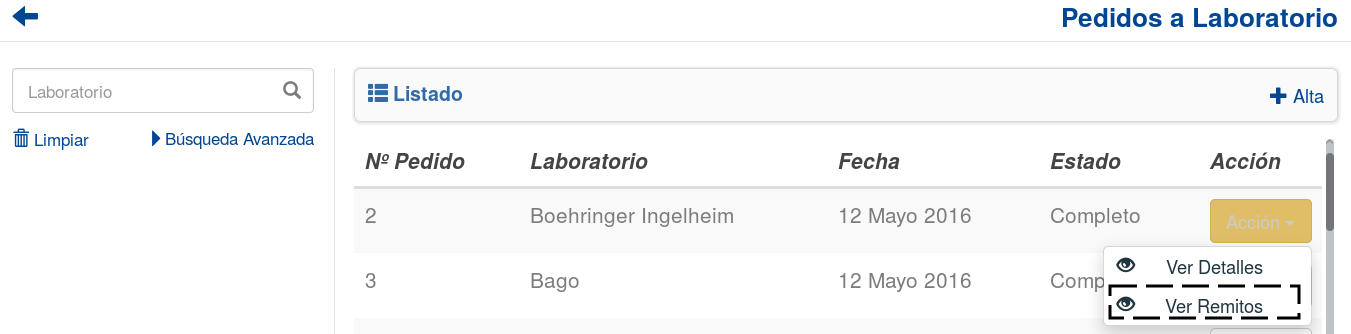 Pedidos a Laboratorio
Laboratorio
Limpiar
Búsqueda Avanzada
Listado
Alta
Nº Pedido Laboratorio Fecha Estado Acción
2 Boehringer Ingelheim 12 Mayo 2016 Completo Acción
3 Bago 12 Mayo 2016 Comp
Ver Detalles
Ver Remitos